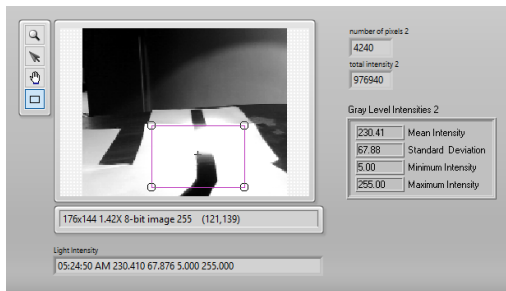 number of pixels 2
4240
total intensity 2
976940
Gray Level Intensities 2
230.41 Mean Intensity
67.88 Standard Deviation
5.00 Minimum Intensity
255.00 Maximum Intensity
176x144 1.42X 8-bit image 255 (121,139)
Light Intensity
05:24:50 AM 230.410 67.876 5.000 255.000